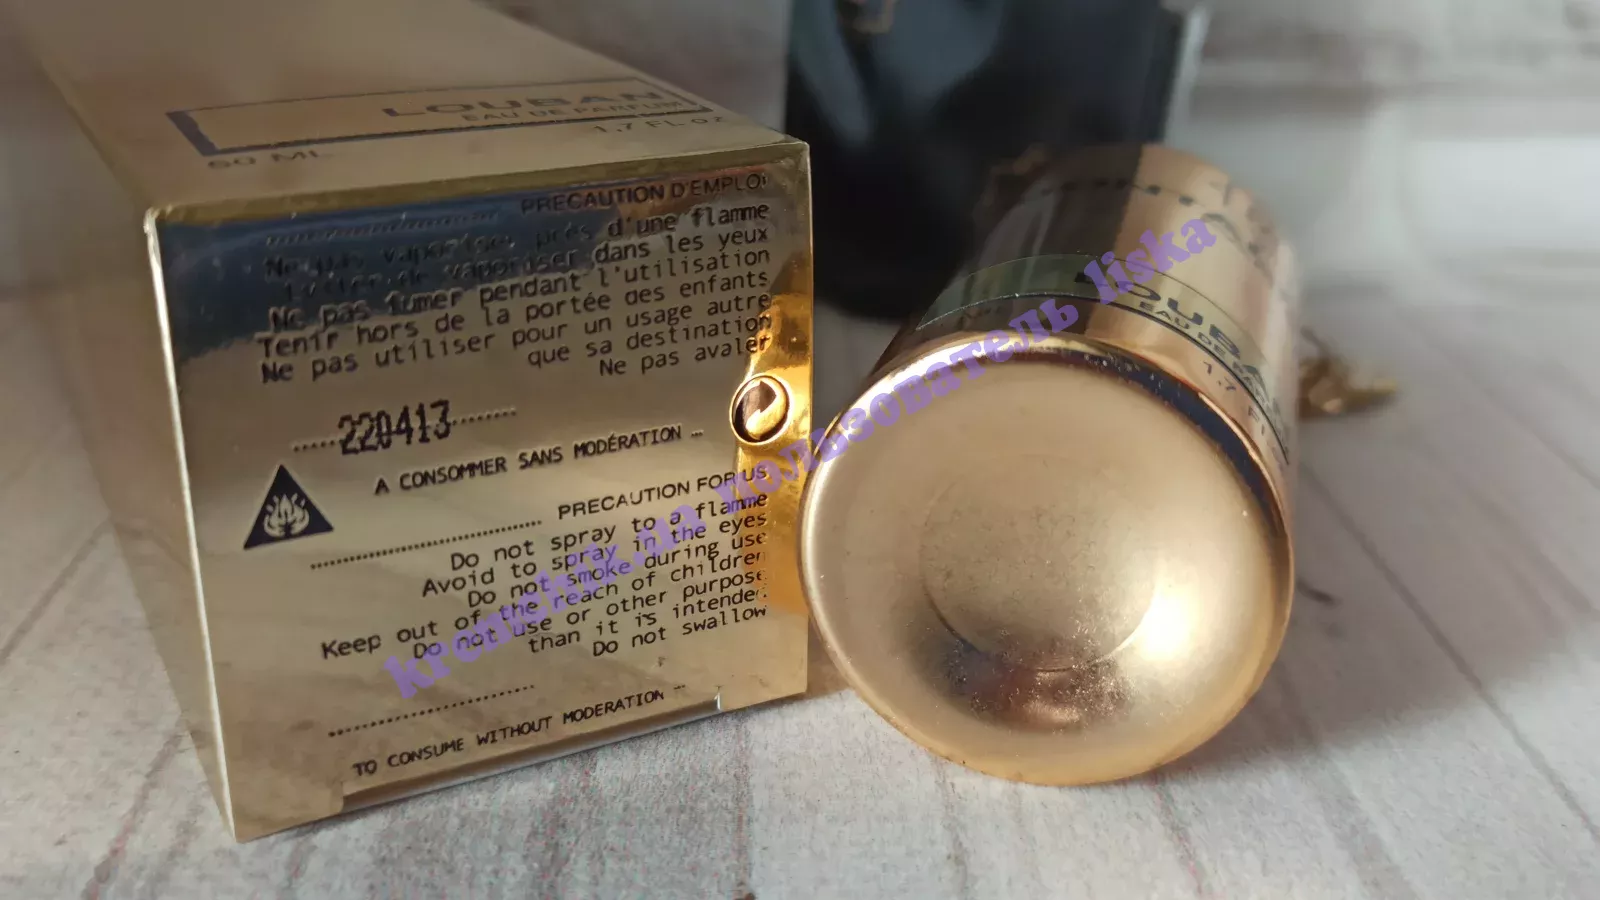 LOUBAN
EAU DE PARFUM
50 ML
1.7 FL oz
PRECAUTION D'EMPLOI
Ne pas vaporiser près d'une flamme
vaporiser dans les yeux
Ne pas fumer pendant l'utilisation
Tenir hors de la portée des enfants
Ne pas utiliser pour un usage autre
que sa destination
Ne pas avaler
220413
A CONSOMMER SANS MODÉRATION ...
PRECAUTION FOR US
Do not spray to a flamme
Avoid to spray in the eyes
Do not smoke during use
Keep out of the reach of children
Do not use or other purpose
than it is intended
Do not swallow
TO CONSUME WITHOUT MODERATION ...
LOUBAN
EAU DE
1.7 FL
пользователь liska